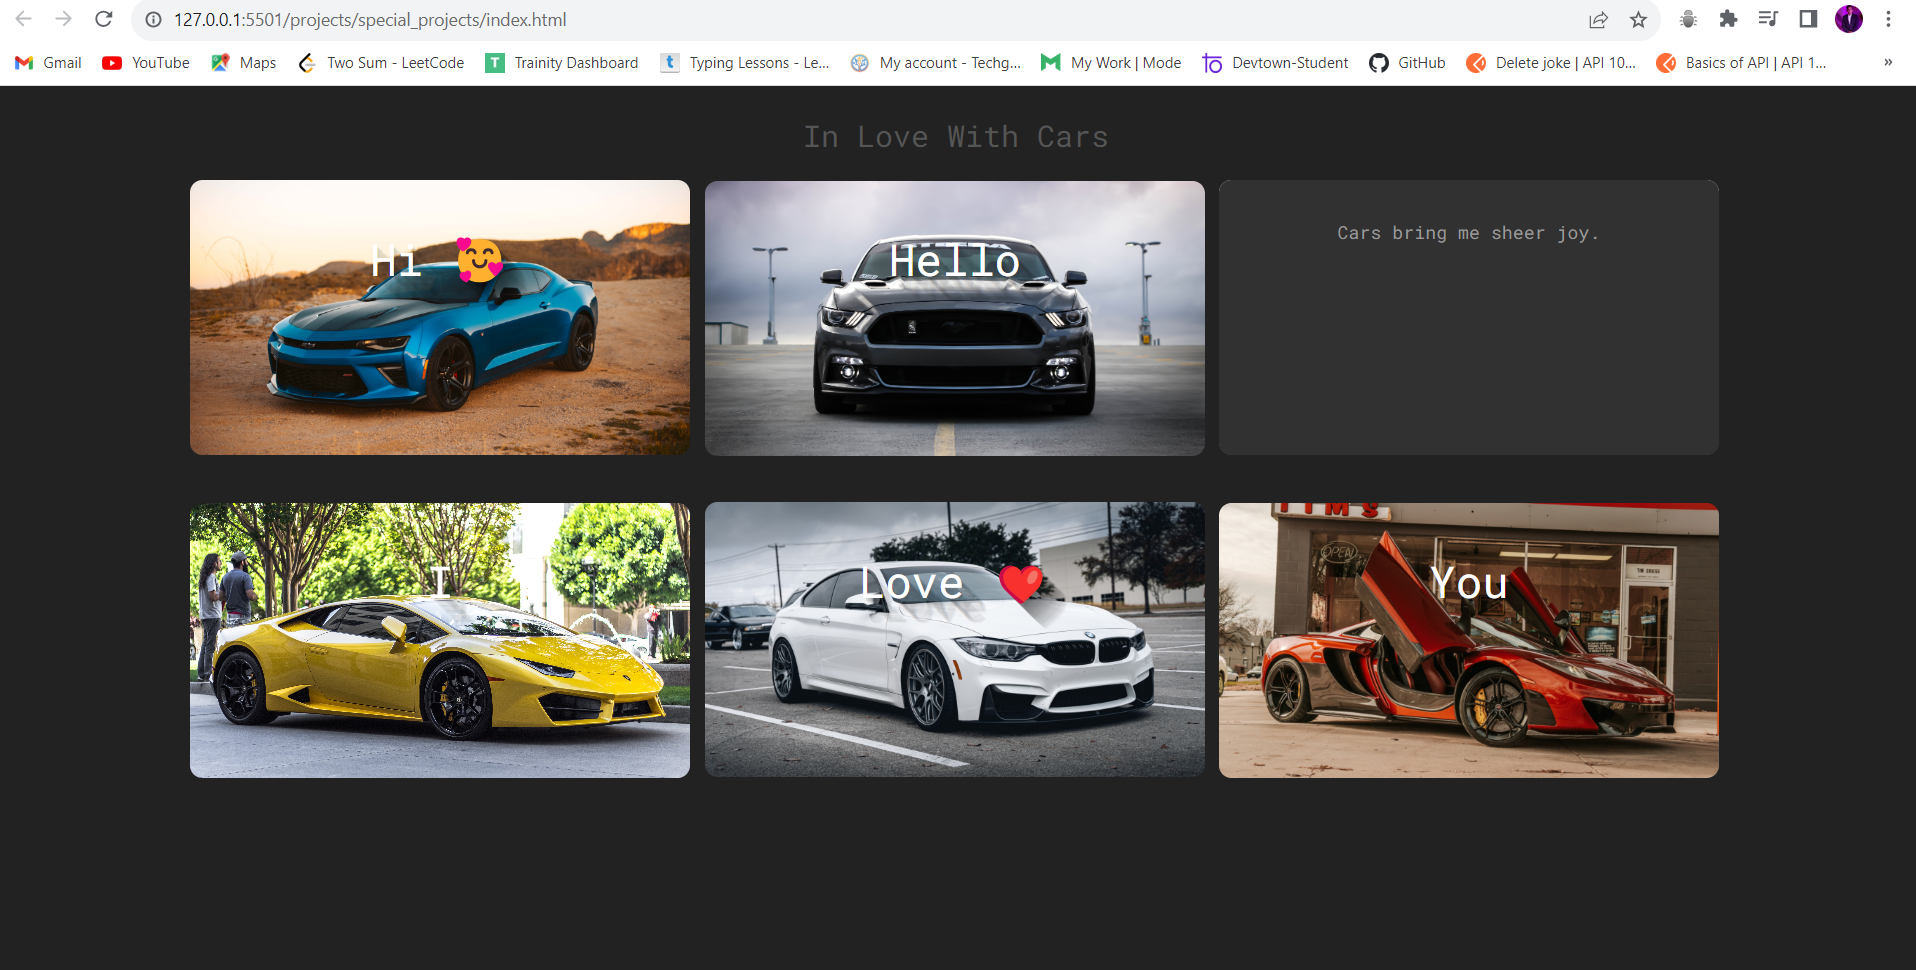 127.0.0.1:5501/projects/special_projects/index.html
Gmail YouTube Maps Two Sum - LeetCode Trainity Dashboard Typing Lessons - Le... My account - Techg... My Work | Mode Devtown-Student GitHub Delete joke | API 10... Basics of API | API 1... »
In Love With Cars
Hi 🥰
Hello
Cars bring me sheer joy.
OPEN
I
Love ❤️
You